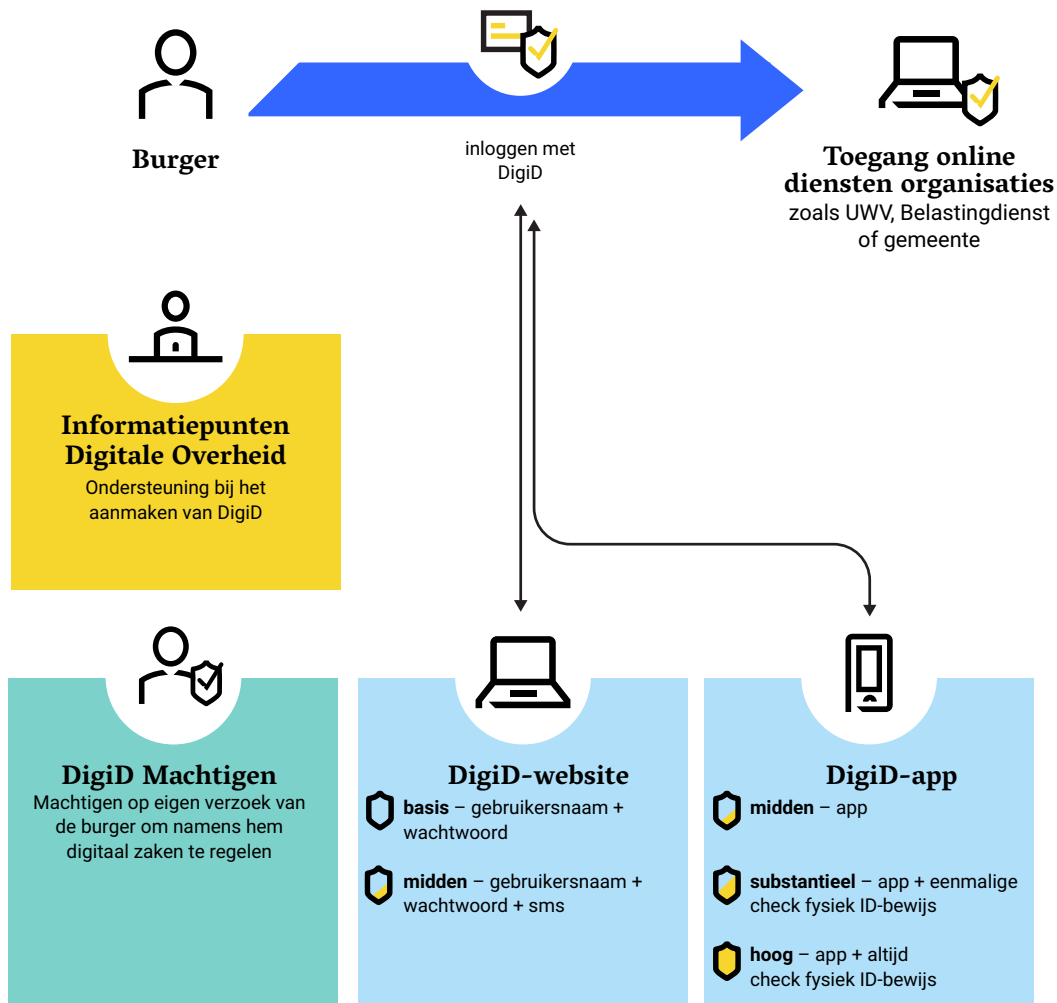 Burger
inloggen met
DigiD
Toegang online
diensten organisaties
zoals UWV, Belastingdienst
of gemeente
Informatiepunten
Digitale Overheid
Ondersteuning bij het
aanmaken van DigiD
DigiD Machtigen
Machtigen op eigen verzoek van
de burger om namens hem
digitaal zaken te regelen
DigiD-website
basis – gebruikersnaam +
wachtwoord
midden – gebruikersnaam +
wachtwoord + sms
DigiD-app
midden – app
substantieel – app + eenmalige
check fysiek ID-bewijs
hoog – app + altijd
check fysiek ID-bewijs